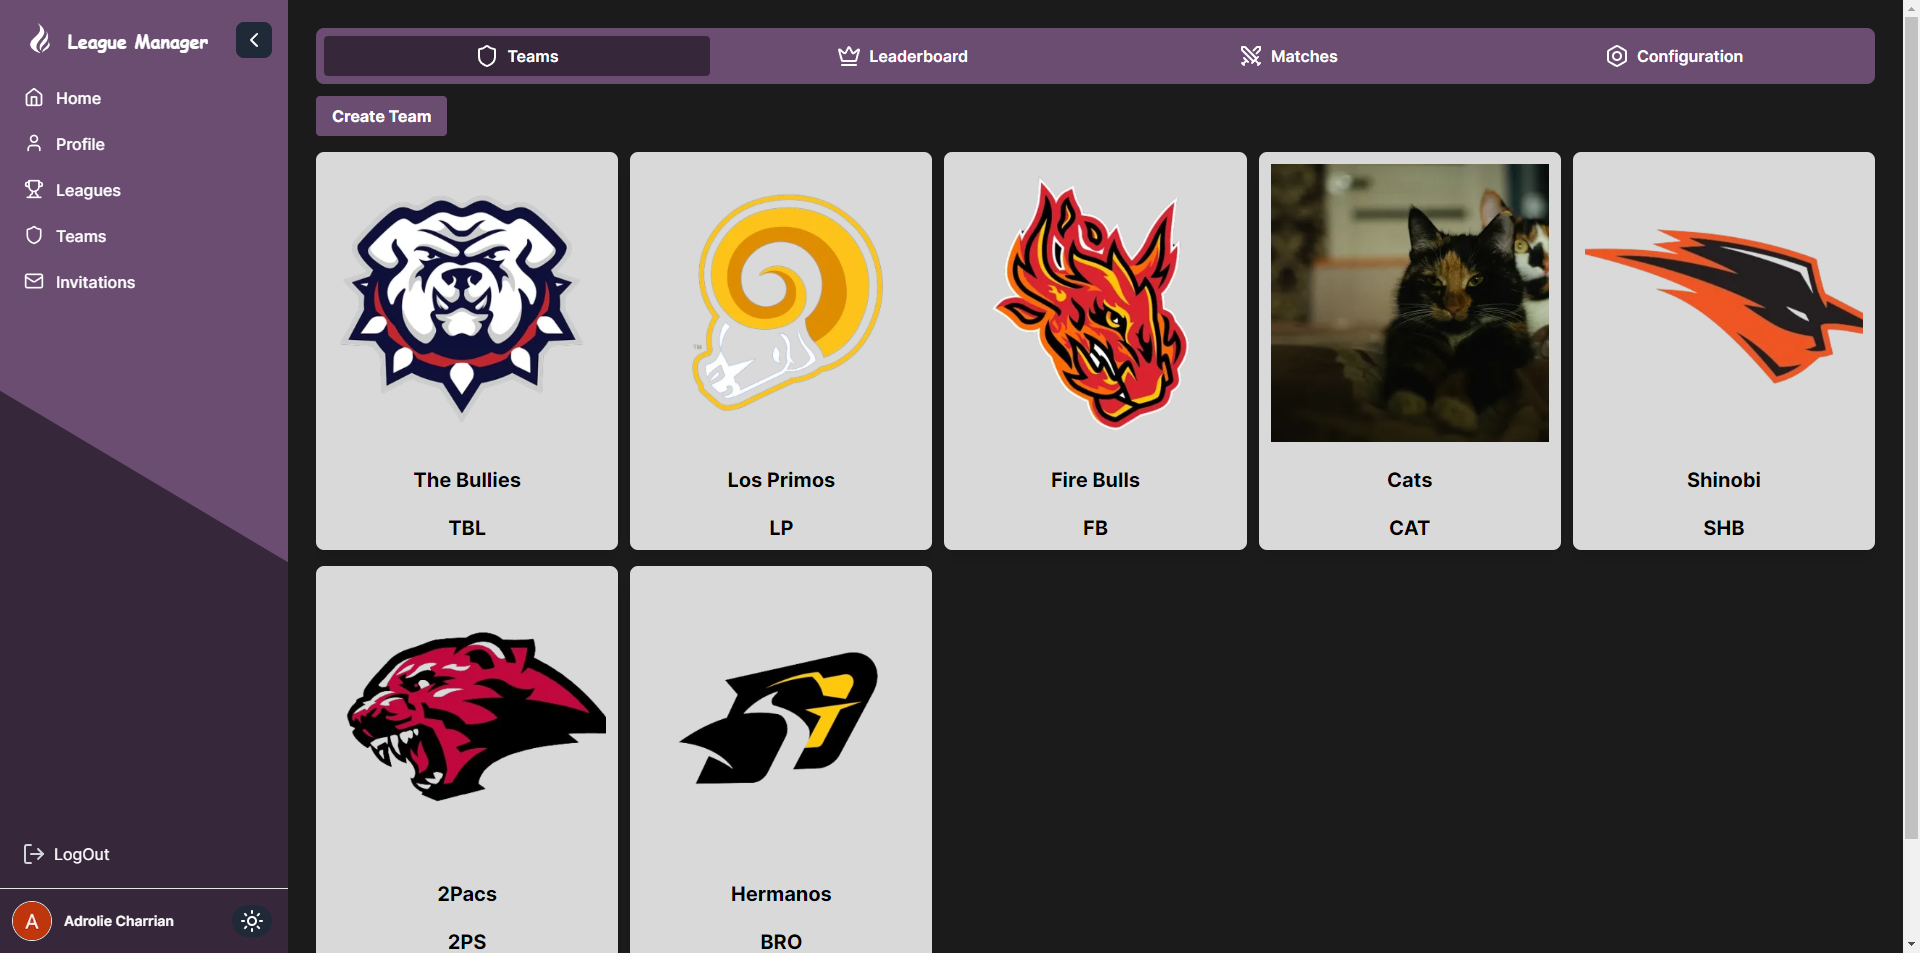 League Manager
Home
Profile
Leagues
Teams
Invitations
LogOut
A
Adrolie Charrian
Teams
Leaderboard
Matches
Configuration
Create Team
The Bullies
TBL
TM
Los Primos
LP
Fire Bulls
FB
Cats
CAT
Shinobi
SHB
2Pacs
2PS
Hermanos
BRO